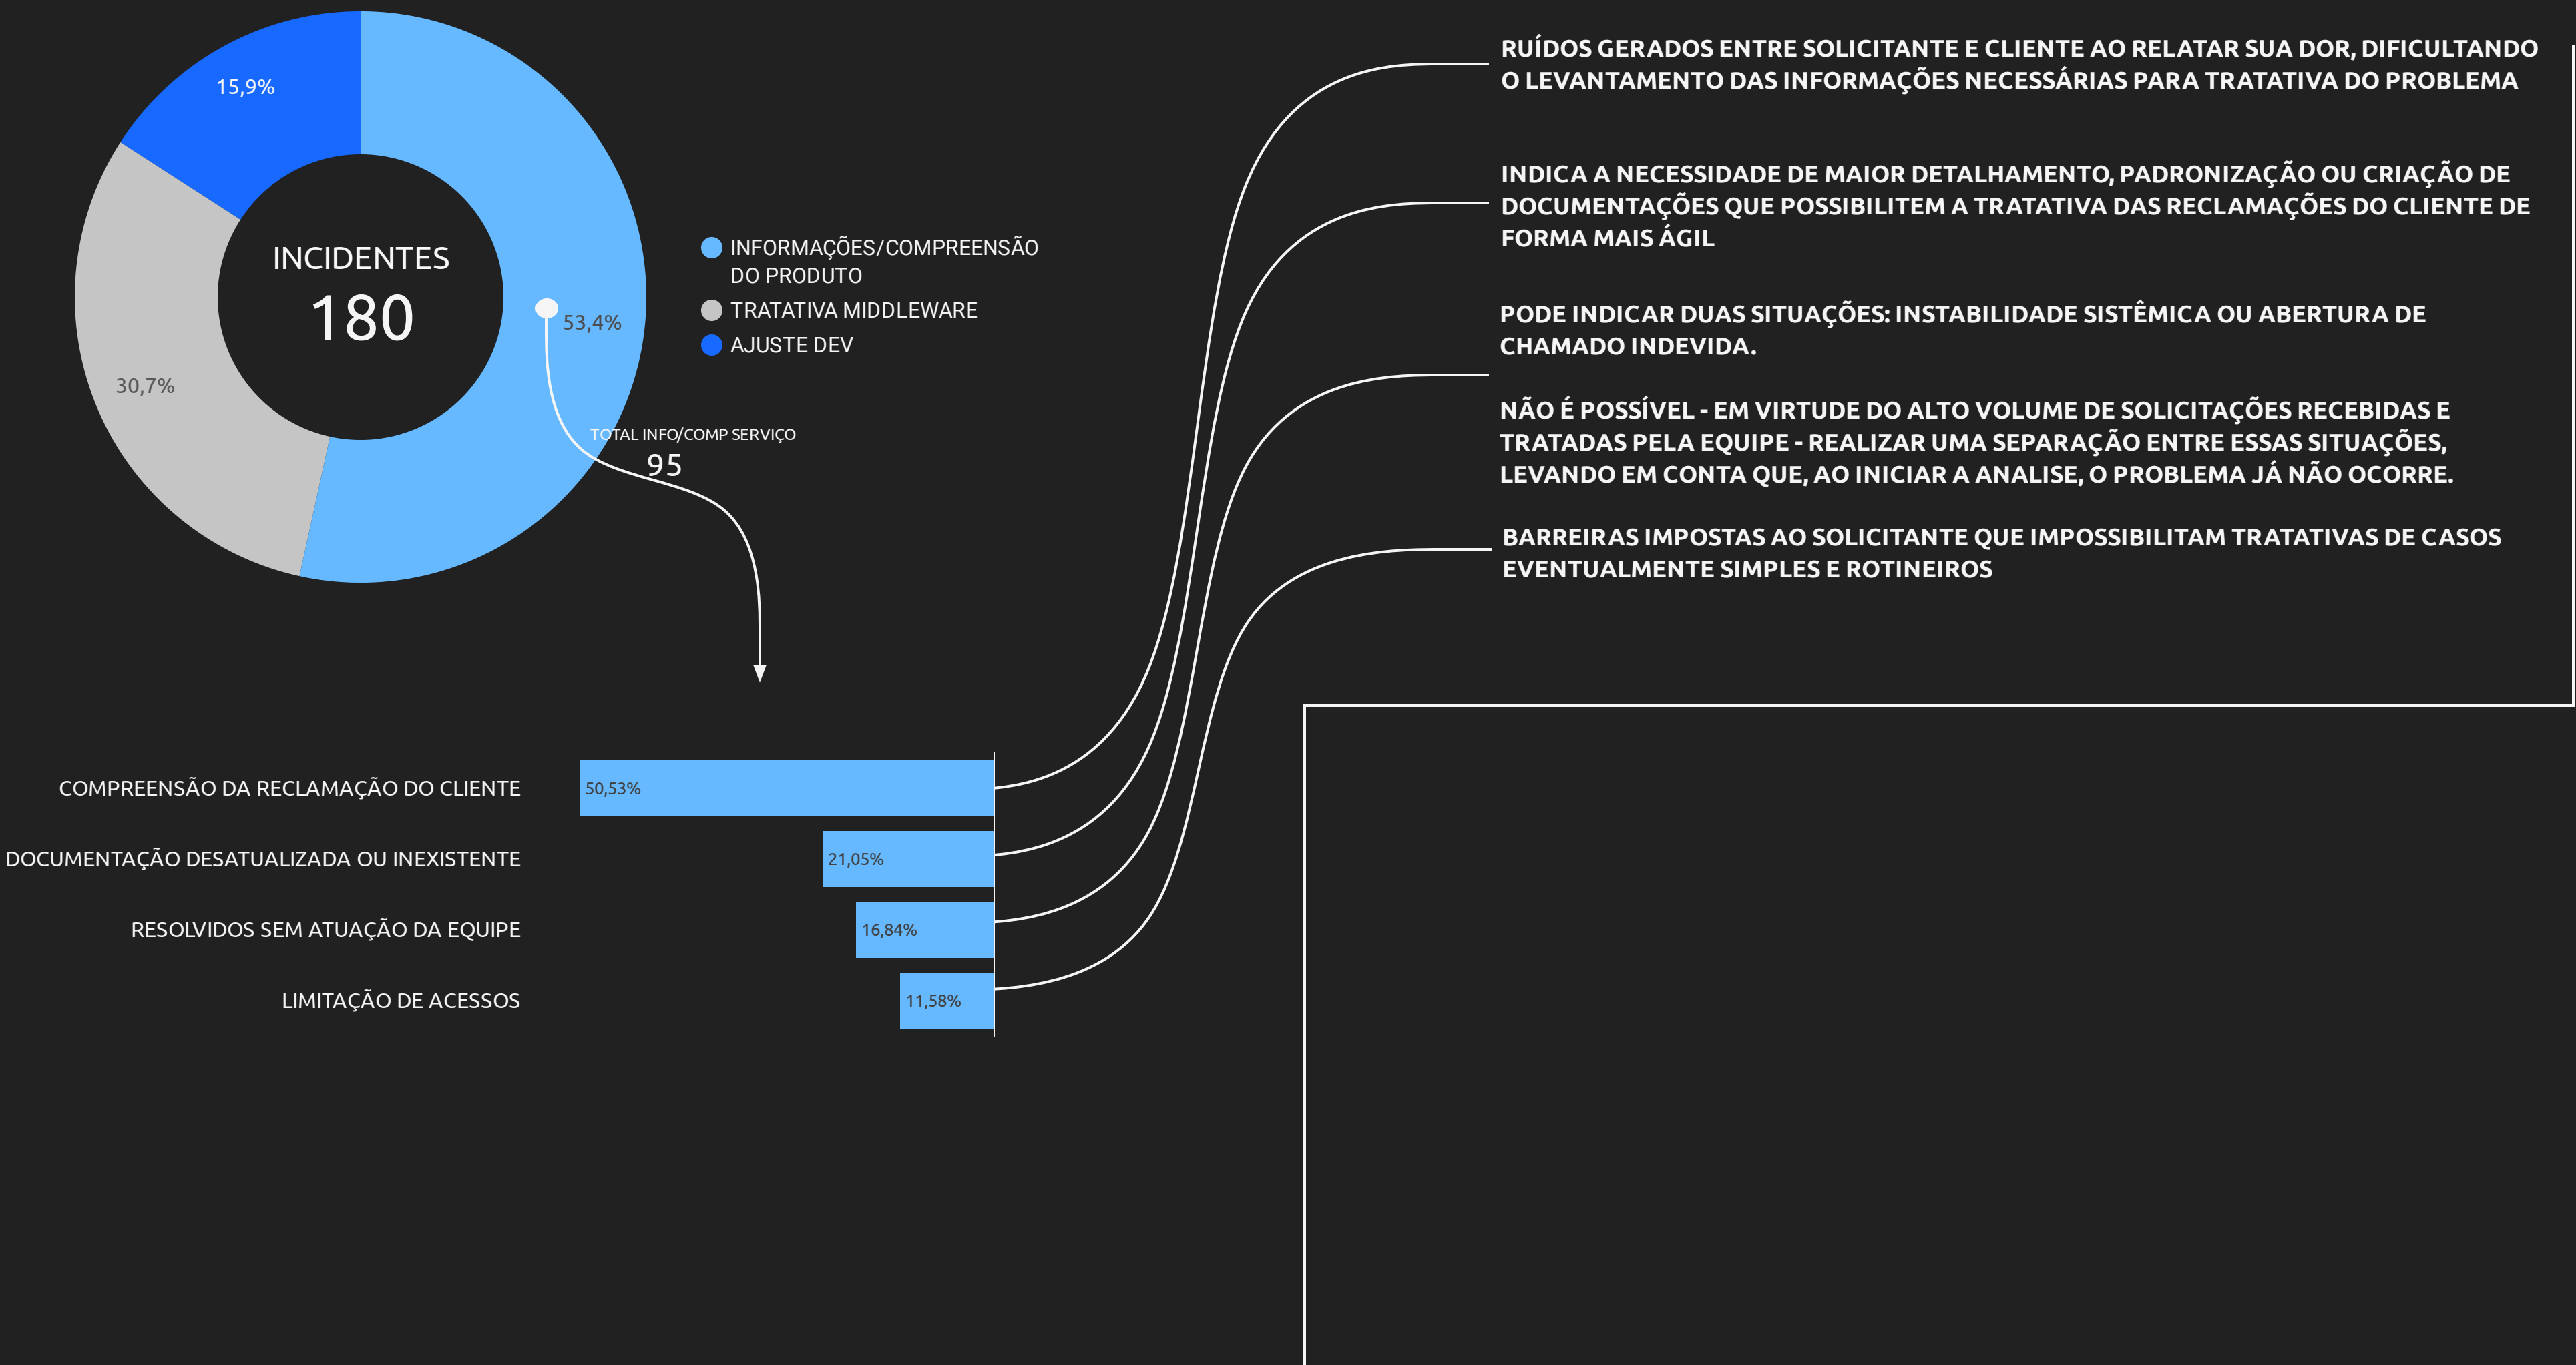 15,9%
INCIDENTES
180
53,4%
30,7%
INFORMAÇÕES/COMPREENSÃO
DO PRODUTO
TRATATIVA MIDDLEWARE
AJUSTE DEV
TOTAL INFO/COMP SERVIÇO
95
COMPREENSÃO DA RECLAMAÇÃO DO CLIENTE
50,53%
DOCUMENTAÇÃO DESATUALIZADA OU INEXISTENTE
21,05%
RESOLVIDOS SEM ATUAÇÃO DA EQUIPE
16,84%
LIMITAÇÃO DE ACESSOS
11,58%
RUÍDOS GERADOS ENTRE SOLICITANTE E CLIENTE AO RELATAR SUA DOR, DIFICULTANDO
O LEVANTAMENTO DAS INFORMAÇÕES NECESSÁRIAS PARA TRATATIVA DO PROBLEMA
INDICA A NECESSIDADE DE MAIOR DETALHAMENTO, PADRONIZAÇÃO OU CRIAÇÃO DE
DOCUMENTAÇÕES QUE POSSIBILITEM A TRATATIVA DAS RECLAMAÇÕES DO CLIENTE DE
FORMA MAIS ÁGIL
PODE INDICAR DUAS SITUAÇÕES: INSTABILIDADE SISTÊMICA OU ABERTURA DE
CHAMADO INDEVIDA.
NÃO É POSSÍVEL - EM VIRTUDE DO ALTO VOLUME DE SOLICITAÇÕES RECEBIDAS E
TRATADAS PELA EQUIPE - REALIZAR UMA SEPARAÇÃO ENTRE ESSAS SITUAÇÕES,
LEVANDO EM CONTA QUE, AO INICIAR A ANALISE, O PROBLEMA JÁ NÃO OCORRE.
BARREIRAS IMPOSTAS AO SOLICITANTE QUE IMPOSSIBILITAM TRATATIVAS DE CASOS
EVENTUALMENTE SIMPLES E ROTINEIROS